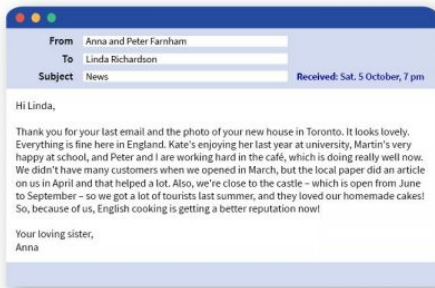 From Anna and Peter Farnham
To Linda Richardson
Subject News Received: Sat. 5 October, 7 pm
Hi Linda,
Thank you for your last email and the photo of your new house in Toronto. It looks lovely.
Everything is fine here in England. Kate's enjoying her last year at university, Martin's very
happy at school, and Peter and I are working hard in the café, which is doing really well now.
We didn't have many customers when we opened in March, but the local paper did an article
on us in April and that helped a lot. Also, we're close to the castle – which is open from June
to September – so we got a lot of tourists last summer, and they loved our homemade cakes!
So, because of us, English cooking is getting a better reputation now!
Your loving sister,
Anna